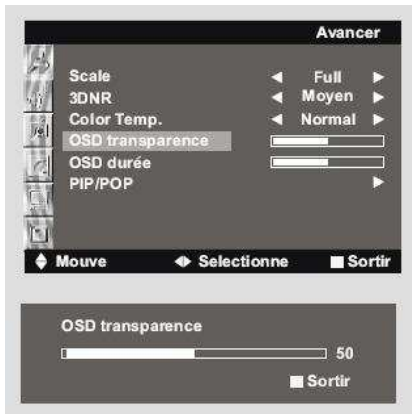 Avancer
Scale Full
3DNR Moyen
Color Temp. Normal
OSD transparence
OSD durée
PIP/POP
Mouve Selectionne Sortir
OSD transparence
50
Sortir